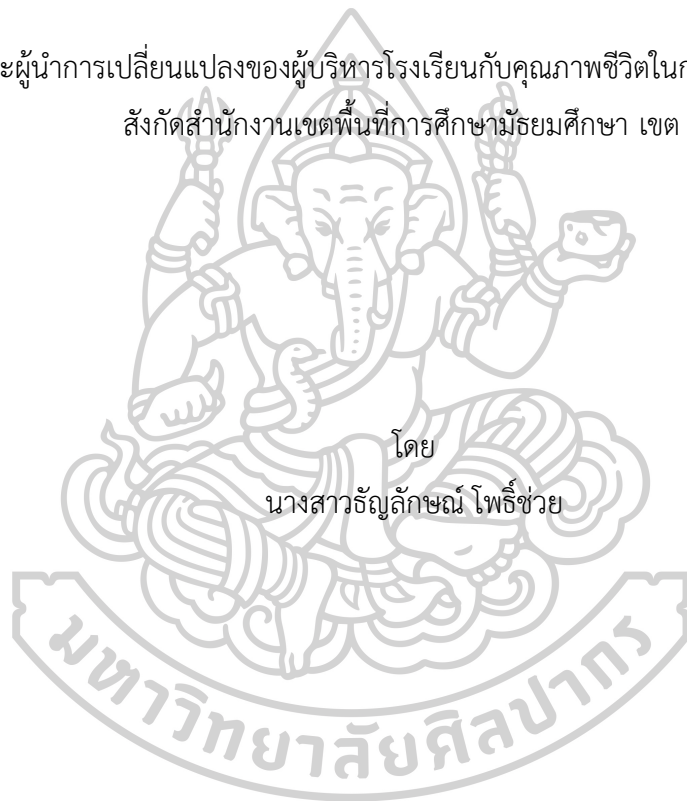 ะผู้นำการเปลี่ยนแปลงของผู้บริหารโรงเรียนกับคุณภาพชีวิตใน
สังกัดสำนักงานเขตพื้นที่การศึกษามัธยมศึกษา เขต
โดย
นางสาวธัญลักษณ์ โพธิ์ช่วย
มหาวิทยาลัยศิลปากร